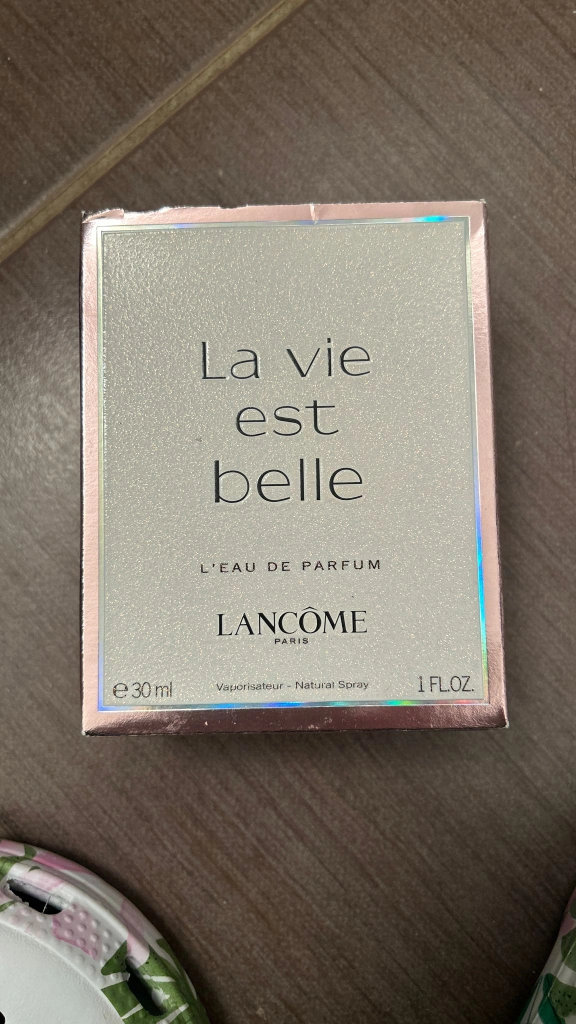 La vie
est
belle
L'EAU DE PARFUM
LANCÔME
PARIS
℮ 30 ml Vaporisateur - Natural Spray 1 FL.OZ.